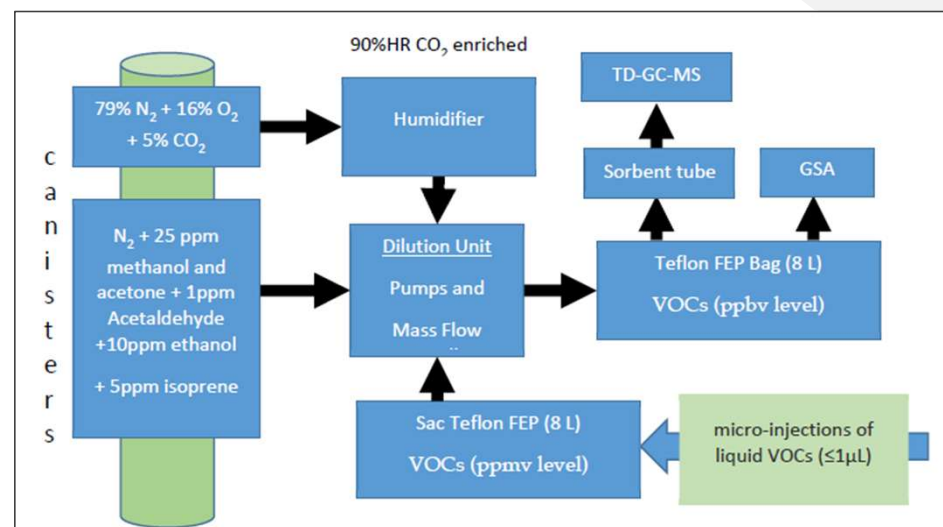 90%HR CO₂ enriched
79% N₂ + 16% O₂
+ 5% CO₂
Humidifier
TD-GC-MS
Sorbent tube
GSA
canisters
N₂ + 25 ppm
methanol and
acetone + 1ppm
Acetaldehyde
+10ppm ethanol
+ 5ppm isoprene
Dilution Unit
Pumps and
Mass Flow
Teflon FEP Bag (8 L)
VOCs (ppbv level)
Sac Teflon FEP (8 L)
VOCs (ppmv level)
micro-injections of
liquid VOCs (≤1μL)